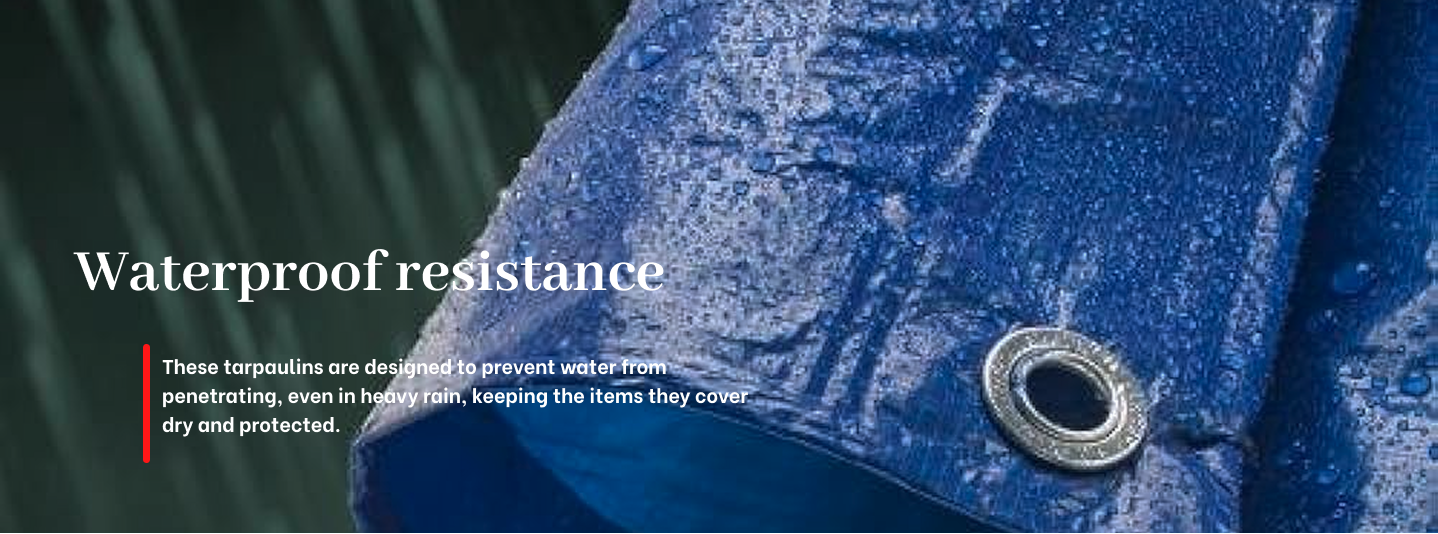 Waterproof resistance
These tarpaulins are designed to prevent water from
penetrating, even in heavy rain, keeping the items they cover
dry and protected.